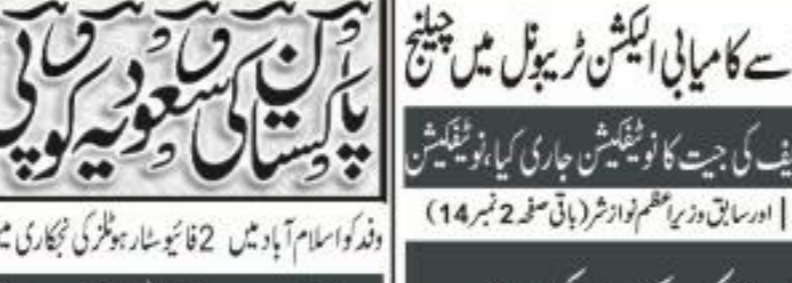 سے کامیابی الیکشن ٹریبونل میں چیلنج
یف کی جیت کا نوٹیفکیشن جاری کیا، نوٹیفکیشن
اور سابق وزیراعظم نواز شر (باقی صفحہ 2 نمبر 14)
پاکستان کی سعودیہ کو پی
وفد کو اسلام آباد میں 2 فائیو سٹار ہوٹلز کی نجکاری می